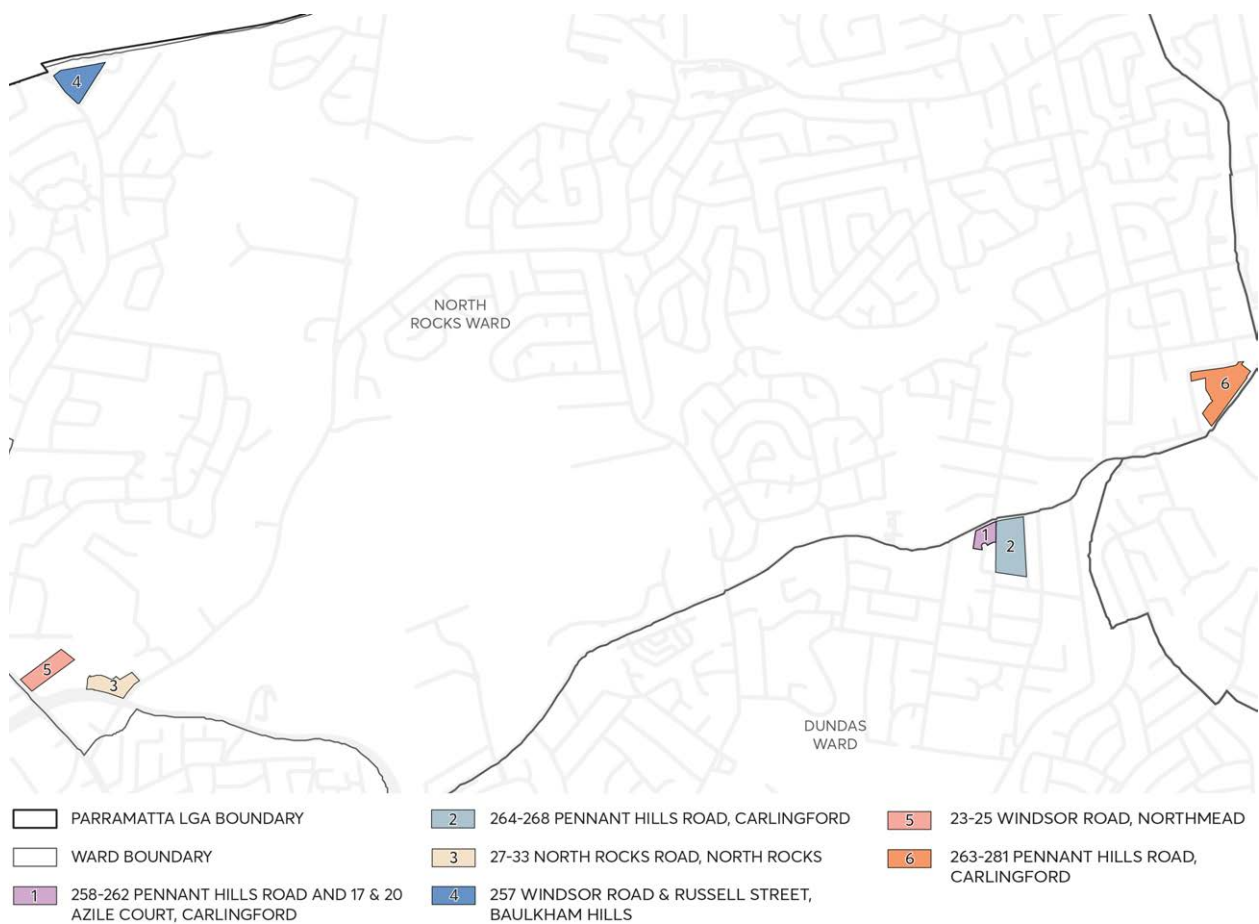 4
NORTH
ROCKS WARD
6
1
2
5
3
DUNDAS
WARD
PARRAMATTA LGA BOUNDARY
WARD BOUNDARY
1 258-262 PENNANT HILLS ROAD AND 17 & 20
AZILE COURT, CARLINGFORD
2 264-268 PENNANT HILLS ROAD, CARLINGFORD
3 27-33 NORTH ROCKS ROAD, NORTH ROCKS
4 257 WINDSOR ROAD & RUSSELL STREET,
BAULKHAM HILLS
5 23-25 WINDSOR ROAD, NORTHMEAD
6 263-281 PENNANT HILLS ROAD,
CARLINGFORD